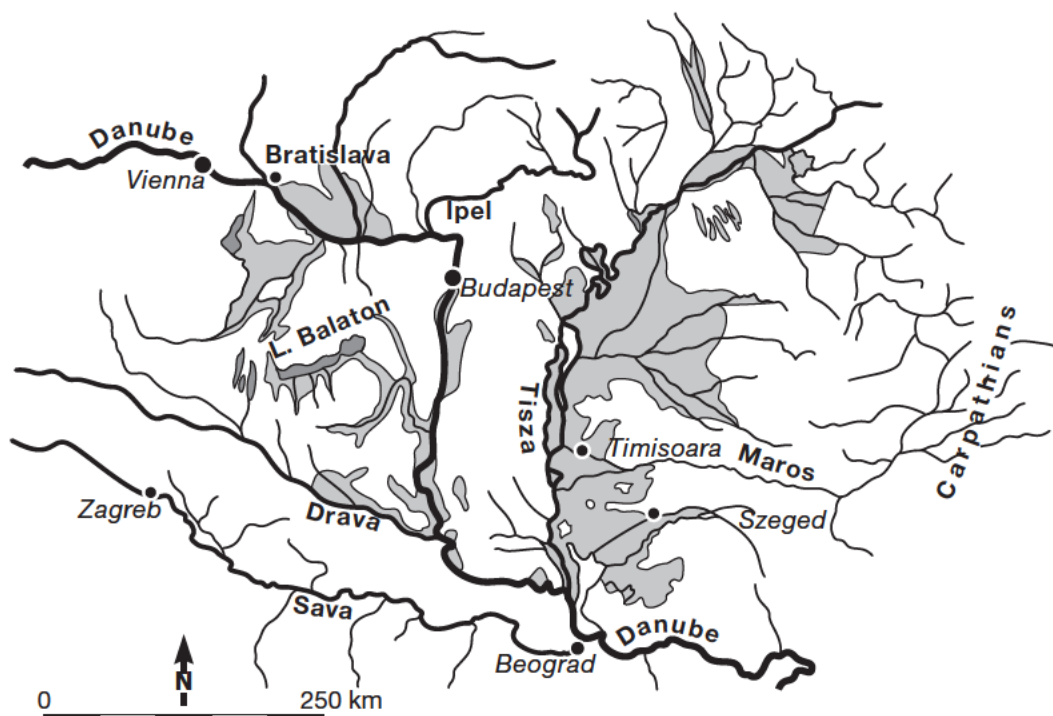 Danube
Vienna
Bratislava
Ipel
Budapest
L. Balaton
Tisza
Timisoara
Maros
Carpathians
Szeged
Zagreb
Drava
Sava
Danube
Beograd
N
0 250 km